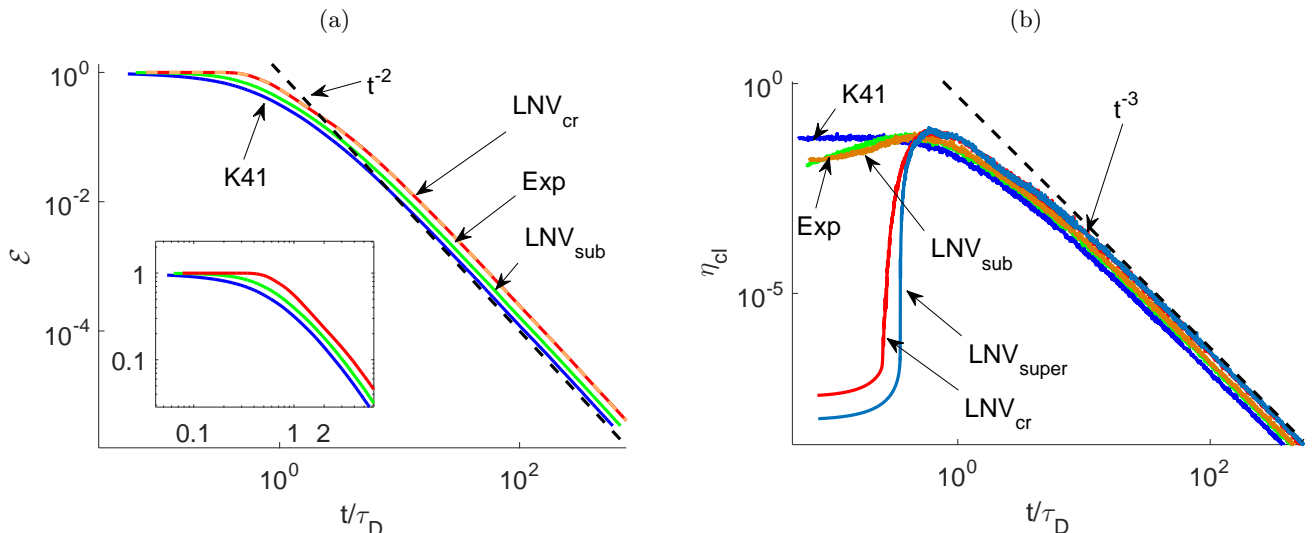 (a)
10^0
10^-2
10^-4
ℰ
t^-2
LNV_cr
K41
Exp
LNV_sub
1
0.1
0.1
1
2
10^0
10^2
t/τ_D
(b)
10^0
10^-5
η_cl
K41
t^-3
Exp
LNV_sub
LNV_super
LNV_cr
10^0
10^2
t/τ_D